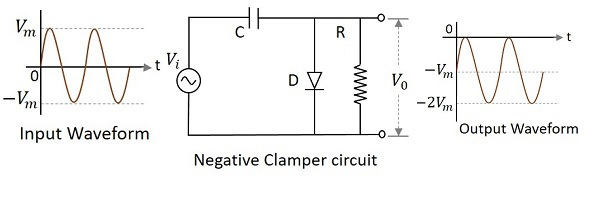 Vm
0
−Vm
t
Input Waveform
Vi
C
D
R
V0
Negative Clamper circuit
0
t
−Vm
−2Vm
Output Waveform